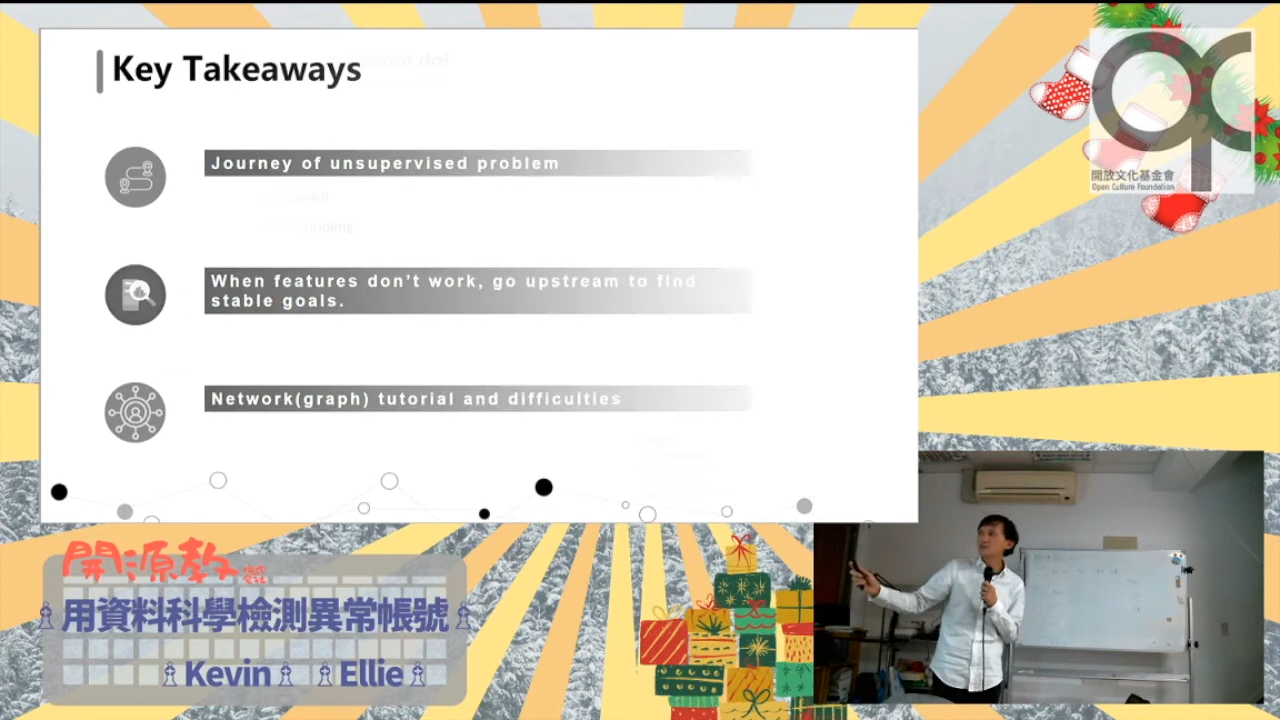 Key Takeaways
Journey of unsupervised problem
When features don't work, go upstream to find
stable goals.
Network(graph) tutorial and difficulties
開放文化基金會
Open Culture Foundation
開源教
用資料科學檢測異常帳號
Kevin
Ellie